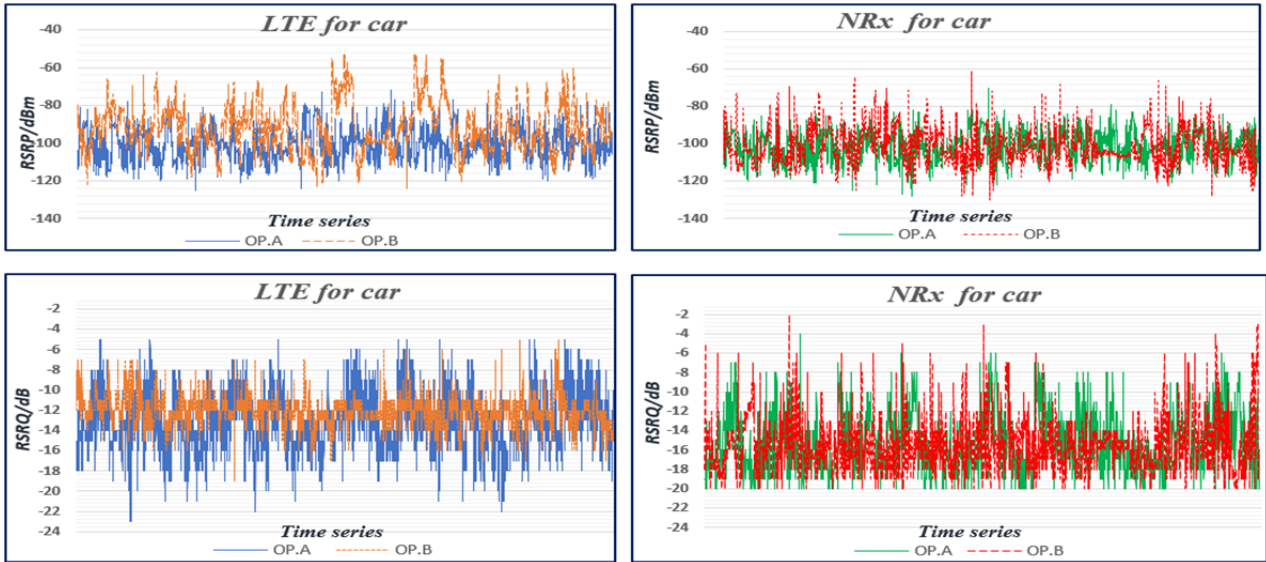 LTE for car
-40
-60
-80
-100
-120
-140
RSRP/dBm
Time series
OP.A OP.B
NRx for car
-40
-60
-80
-100
-120
-140
RSRP/dBm
Time series
OP.A OP.B
LTE for car
-2
-4
-6
-8
-10
-12
-14
-16
-18
-20
-22
-24
RSRQ/dB
Time series
OP.A OP.B
NRx for car
-2
-4
-6
-8
-10
-12
-14
-16
-18
-20
-22
-24
RSRQ/dB
Time series
OP.A OP.B